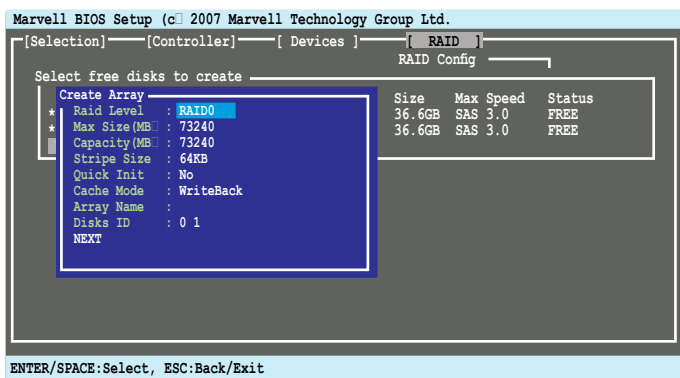 Marvell BIOS Setup (c□ 2007 Marvell Technology Group Ltd.
[Selection] [Controller] [ Devices ] [ RAID ]
RAID Config
Select free disks to create
Size Max Speed Status
* 36.6GB SAS 3.0 FREE
* 36.6GB SAS 3.0 FREE
Create Array
Raid Level : RAID0
Max Size(MB□ : 73240
Capacity(MB□ : 73240
Stripe Size : 64KB
Quick Init : No
Cache Mode : WriteBack
Array Name :
Disks ID : 0 1
NEXT
ENTER/SPACE:Select, ESC:Back/Exit